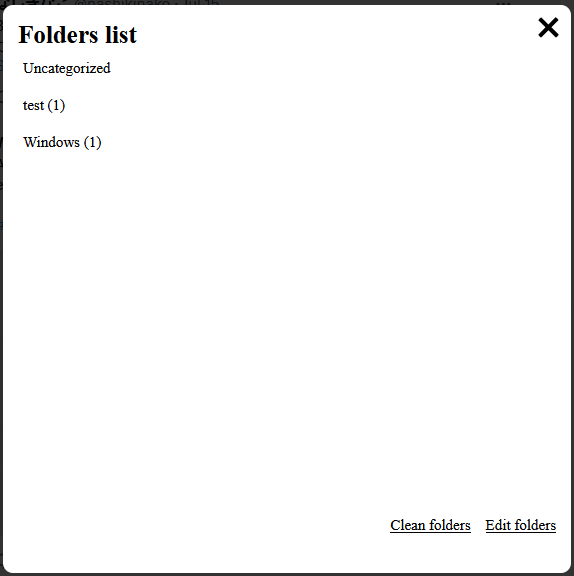 Folders list
Uncategorized
test (1)
Windows (1)
Clean folders Edit folders